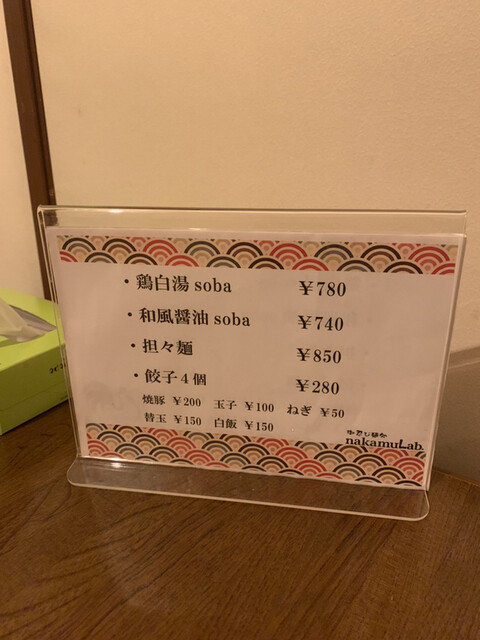 ・鶏白湯 soba ￥780
・和風醤油 soba ￥740
・担々麺 ￥850
・餃子4個 ￥280
焼豚 ￥200 玉子 ￥100 ねぎ ￥50
替玉 ￥150 白飯 ￥150
nakamuLab.